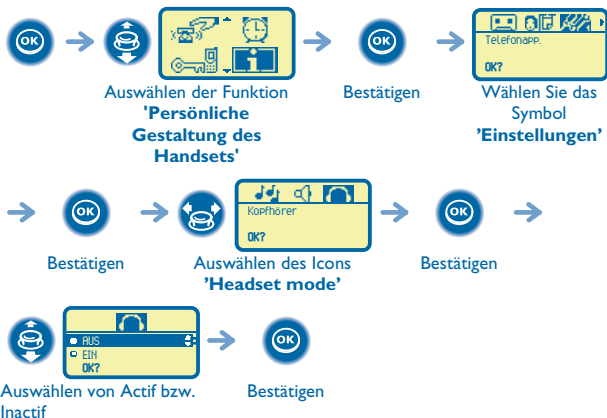 OK
OK
Telefonapp.
OK?
Auswählen der Funktion
'Persönliche
Gestaltung des
Handsets'
Bestätigen
Wählen Sie das
Symbol
’Einstellungen’
OK
Kopfhörer
OK?
OK
Bestätigen
Auswählen des Icons
’Headset mode’
Bestätigen
AUS
EIN
OK?
OK
Auswählen von Actif bzw.
Inactif
Bestätigen